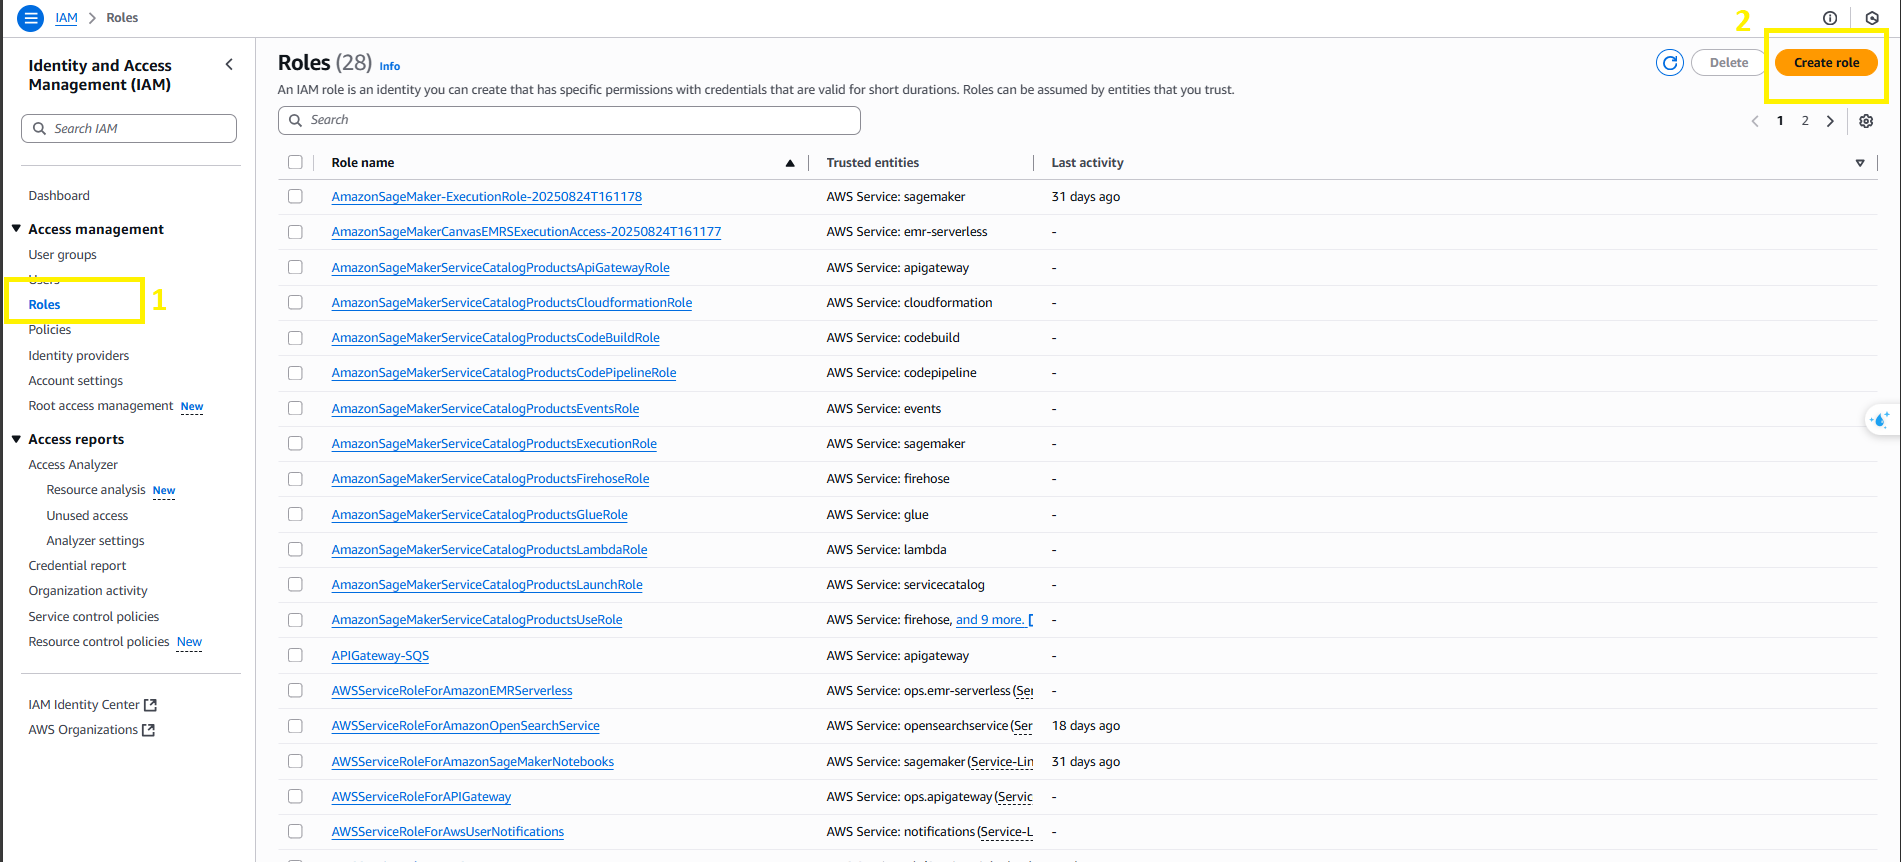 IAM > Roles
2
Identity and Access
Management (IAM)
Search IAM
Dashboard
Access management
User groups
Users
Roles
1
Policies
Identity providers
Account settings
Root access management New
Access reports
Access Analyzer
Resource analysis New
Unused access
Analyzer settings
Credential report
Organization activity
Service control policies
Resource control policies New
IAM Identity Center
AWS Organizations
Roles (28) Info
Delete
Create role
An IAM role is an identity you can create that has specific permissions with credentials that are valid for short durations. Roles can be assumed by entities that you trust.
Search
1 2
Role name Trusted entities Last activity
AmazonSageMaker-ExecutionRole-20250824T161178 AWS Service: sagemaker 31 days ago
AmazonSageMakerCanvasEMRSExecutionAccess-20250824T161177 AWS Service: emr-serverless -
AmazonSageMakerServiceCatalogProductsApiGatewayRole AWS Service: apigateway -
AmazonSageMakerServiceCatalogProductsCloudformationRole AWS Service: cloudformation -
AmazonSageMakerServiceCatalogProductsCodeBuildRole AWS Service: codebuild -
AmazonSageMakerServiceCatalogProductsCodePipelineRole AWS Service: codepipeline -
AmazonSageMakerServiceCatalogProductsEventsRole AWS Service: events -
AmazonSageMakerServiceCatalogProductsExecutionRole AWS Service: sagemaker -
AmazonSageMakerServiceCatalogProductsFirehoseRole AWS Service: firehose -
AmazonSageMakerServiceCatalogProductsGlueRole AWS Service: glue -
AmazonSageMakerServiceCatalogProductsLambdaRole AWS Service: lambda -
AmazonSageMakerServiceCatalogProductsLaunchRole AWS Service: servicecatalog -
AmazonSageMakerServiceCatalogProductsUseRole AWS Service: firehose, and 9 more. -
APIGateway-SQS AWS Service: apigateway -
AWSServiceRoleForAmazonEMRServerless AWS Service: ops.emr-serverless (Ser -
AWSServiceRoleForAmazonOpenSearchService AWS Service: opensearchservice (Ser 18 days ago
AWSServiceRoleForAmazonSageMakerNotebooks AWS Service: sagemaker (Service-Lin 31 days ago
AWSServiceRoleForAPIGateway AWS Service: ops.apigateway (Servic -
AWSServiceRoleForAwsUserNotifications AWS Service: notifications (Service-L -